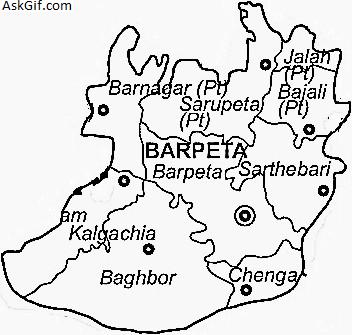 AskGif.com
Jalah
(Pt)
Barnagar (Pt)
Bajali
(Pt)
Sarupeta
(Pt)
BARPETA
Barpeta
Sarthebari
am
Kalgachia
Baghbor
Chenga